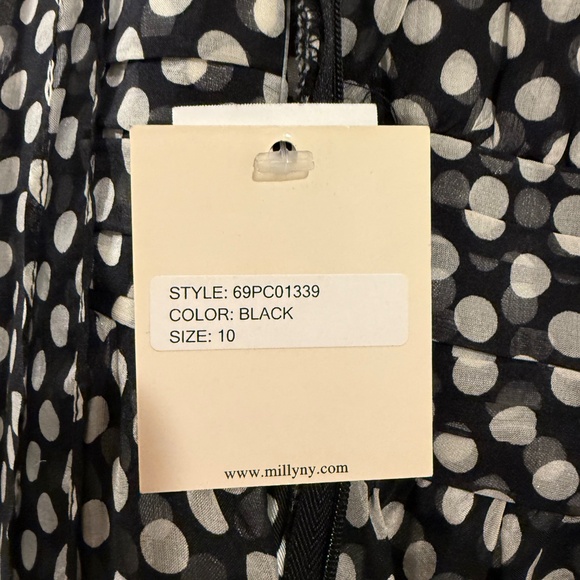 STYLE: 69PC01339
COLOR: BLACK
SIZE: 10
www.millyny.com